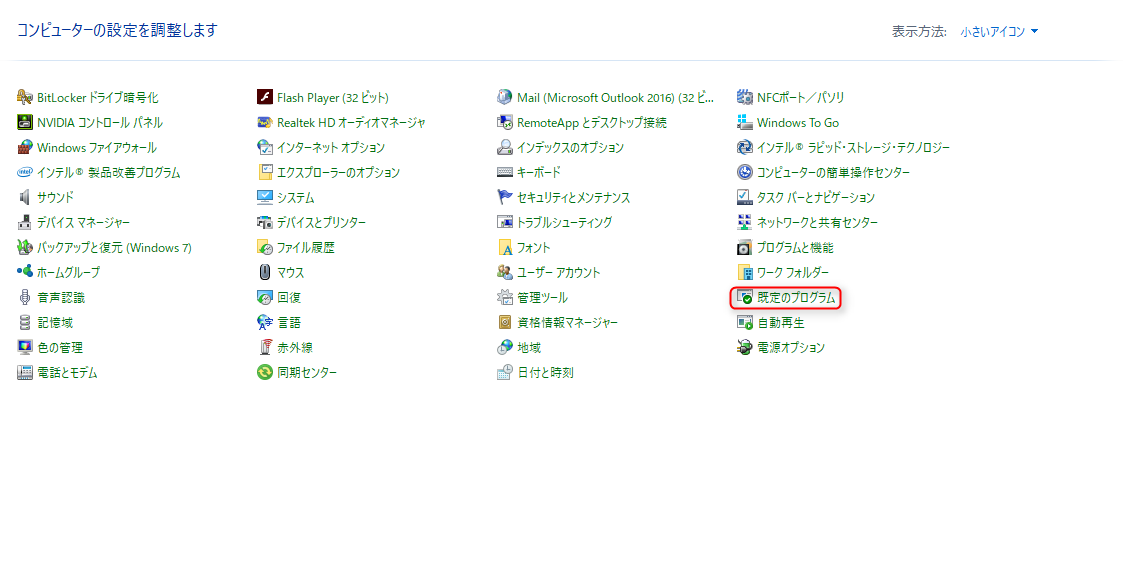 コンピューターの設定を調整します
表示方法: 小さいアイコン
BitLocker ドライブ暗号化 Flash Player (32 ビット) Mail (Microsoft Outlook 2016) (32 ビ... NFCポート／パソリ
NVIDIA コントロール パネル Realtek HD オーディオマネージャ RemoteApp とデスクトップ接続 Windows To Go
Windows ファイアウォール インターネット オプション インデックスのオプション インテル® ラピッド・ストレージ・テクノロジー
インテル® 製品改善プログラム エクスプローラーのオプション キーボード コンピューターの簡単操作センター
サウンド システム セキュリティとメンテナンス タスク バーとナビゲーション
デバイス マネージャー デバイスとプリンター トラブルシューティング ネットワークと共有センター
バックアップと復元 (Windows 7) ファイル履歴 フォント プログラムと機能
ホームグループ マウス ユーザー アカウント ワーク フォルダー
音声認識 回復 管理ツール 既定のプログラム
記憶域 言語 資格情報マネージャー 自動再生
色の管理 赤外線 地域 電源オプション
電話とモデム 同期センター 日付と時刻